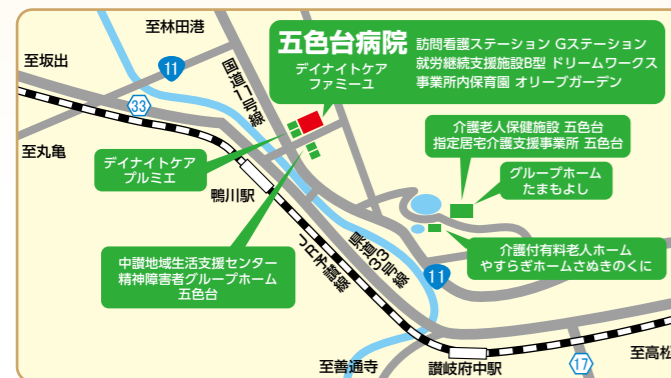 至林田港
五色台病院
デイナイトケア
ファミーユ
訪問看護ステーション Gステーション
就労継続支援施設B型 ドリームワークス
事業所内保育園 オリーブガーデン
至坂出
11
国道11号線
33
至丸亀
デイナイトケア
プルミエ
鴨川駅
介護老人保健施設 五色台
指定居宅介護支援事業所 五色台
グループホーム
たまもよし
中讃地域生活支援センター
精神障害者グループホーム
五色台
JR予讃線
県道33号線
11
介護付有料老人ホーム
やすらぎホームさぬきのくに
至善通寺
讃岐府中駅
17
至高松